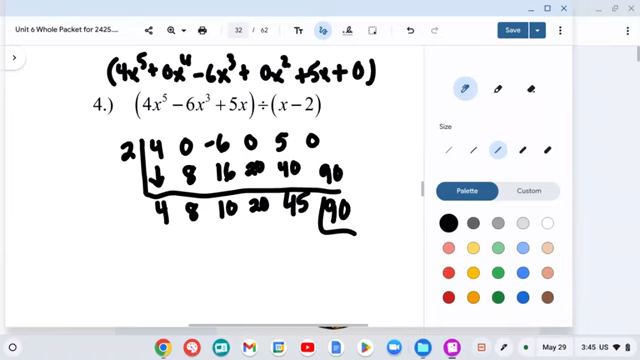 Unit 6 Whole Packet for 2425.
32 / 62
Save
(4x⁵+0x⁴-6x³+0x²+5x+0)
4.) (4x⁵ − 6x³ + 5x) ÷ (x − 2)
2 4 0 -6 0 5 0
8 16 20 40 90
4 8 10 20 45 90
Size
Palette
Custom
May 29
3:45 GMT-5